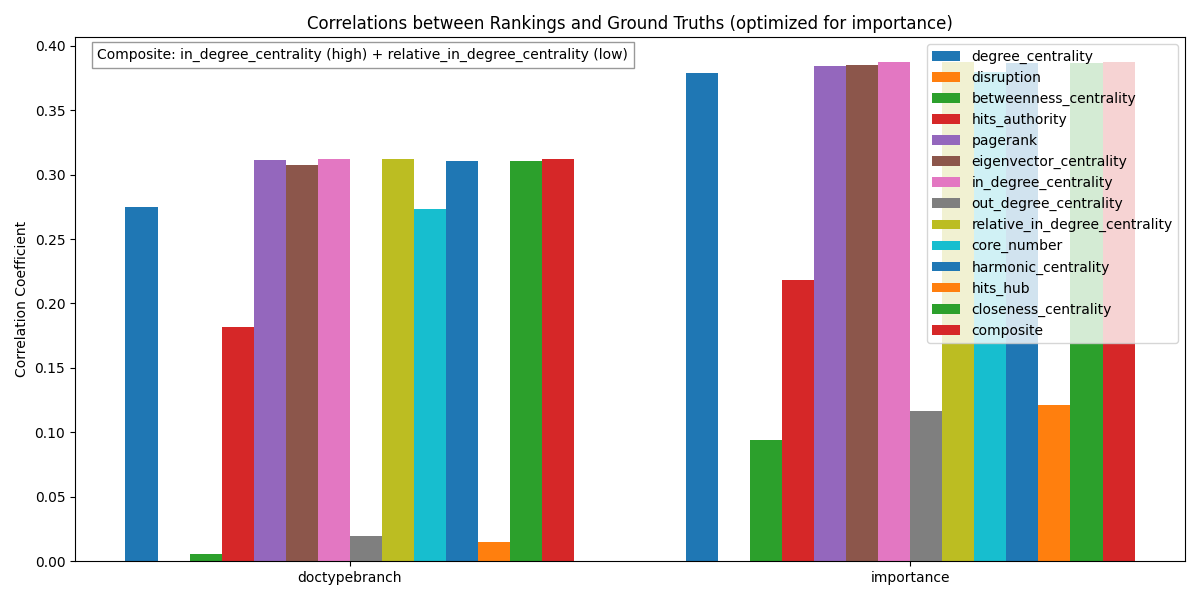 Correlations between Rankings and Ground Truths (optimized for importance)
Composite: in_degree_centrality (high) + relative_in_degree_centrality (low)
degree_centrality
disruption
betweenness_centrality
hits_authority
pagerank
eigenvector_centrality
in_degree_centrality
out_degree_centrality
relative_in_degree_centrality
core_number
harmonic_centrality
hits_hub
closeness_centrality
composite
Correlation Coefficient
0.40
0.35
0.30
0.25
0.20
0.15
0.10
0.05
0.00
doctypebranch
importance